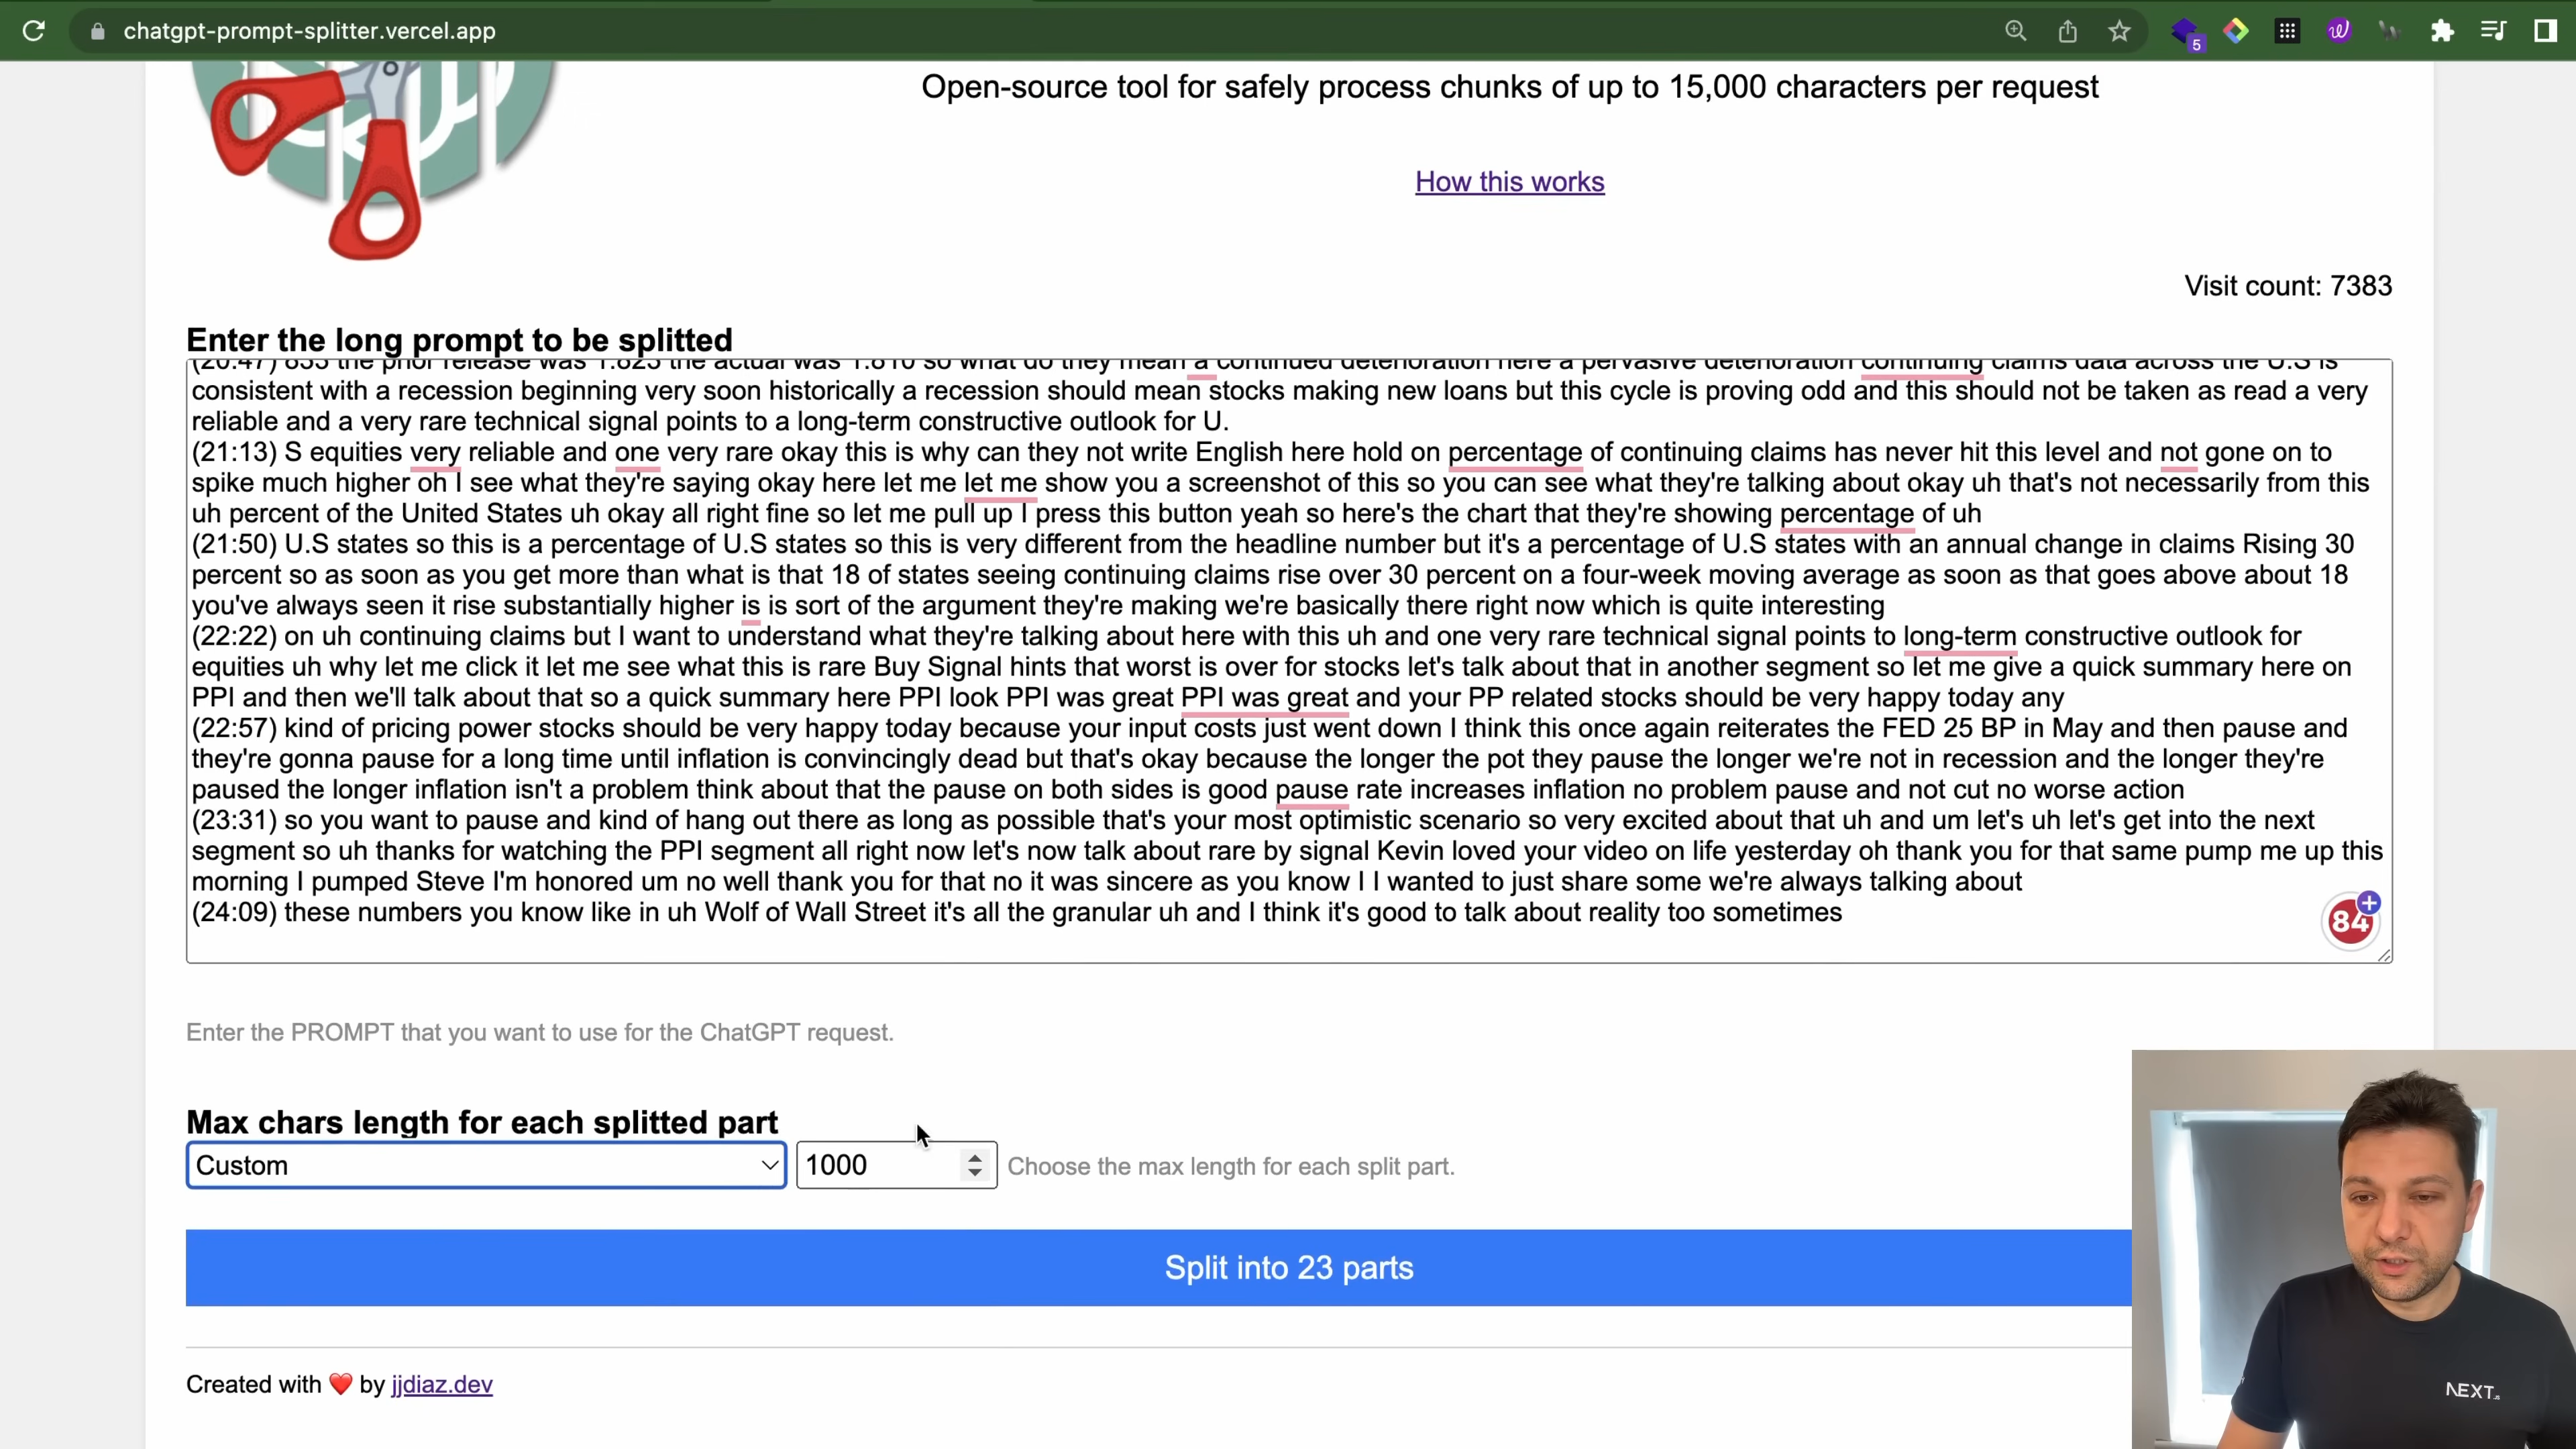 chatgpt-prompt-splitter.vercel.app
5
Open-source tool for safely process chunks of up to 15,000 characters per request
How this works
Visit count: 7383
Enter the long prompt to be splitted
(20:47) 835 the prior release was 1.823 the actual was 1.810 so what do they mean a continued deterioration here a pervasive deterioration continuing claims data across the U.S is
consistent with a recession beginning very soon historically a recession should mean stocks making new loans but this cycle is proving odd and this should not be taken as read a very
reliable and a very rare technical signal points to a long-term constructive outlook for U.
(21:13) S equities very reliable and one very rare okay this is why can they not write English here hold on percentage of continuing claims has never hit this level and not gone on to
spike much higher oh I see what they're saying okay here let me let me show you a screenshot of this so you can see what they're talking about okay uh that's not necessarily from this
uh percent of the United States uh okay all right fine so let me pull up I press this button yeah so here's the chart that they're showing percentage of uh
(21:50) U.S states so this is a percentage of U.S states so this is very different from the headline number but it's a percentage of U.S states with an annual change in claims Rising 30
percent so as soon as you get more than what is that 18 of states seeing continuing claims rise over 30 percent on a four-week moving average as soon as that goes above about 18
you've always seen it rise substantially higher is is sort of the argument they're making we're basically there right now which is quite interesting
(22:22) on uh continuing claims but I want to understand what they're talking about here with this uh and one very rare technical signal points to long-term constructive outlook for
equities uh why let me click it let me see what this is rare Buy Signal hints that worst is over for stocks let's talk about that in another segment so let me give a quick summary here on
PPI and then we'll talk about that so a quick summary here PPI look PPI was great PPI was great and your PP related stocks should be very happy today any
(22:57) kind of pricing power stocks should be very happy today because your input costs just went down I think this once again reiterates the FED 25 BP in May and then pause and
they're gonna pause for a long time until inflation is convincingly dead but that's okay because the longer the pot they pause the longer we're not in recession and the longer they're
paused the longer inflation isn't a problem think about that the pause on both sides is good pause rate increases inflation no problem pause and not cut no worse action
(23:31) so you want to pause and kind of hang out there as long as possible that's your most optimistic scenario so very excited about that uh and um let's uh let's get into the next
segment so uh thanks for watching the PPI segment all right now let's now talk about rare by signal Kevin loved your video on life yesterday oh thank you for that same pump me up this
morning I pumped Steve I'm honored um no well thank you for that no it was sincere as you know I I wanted to just share some we're always talking about
(24:09) these numbers you know like in uh Wolf of Wall Street it's all the granular uh and I think it's good to talk about reality too sometimes
84
Enter the PROMPT that you want to use for the ChatGPT request.
Max chars length for each splitted part
Custom
1000
Choose the max length for each split part.
Split into 23 parts
Created with ❤️ by jjdiaz.dev
NEXT.JS